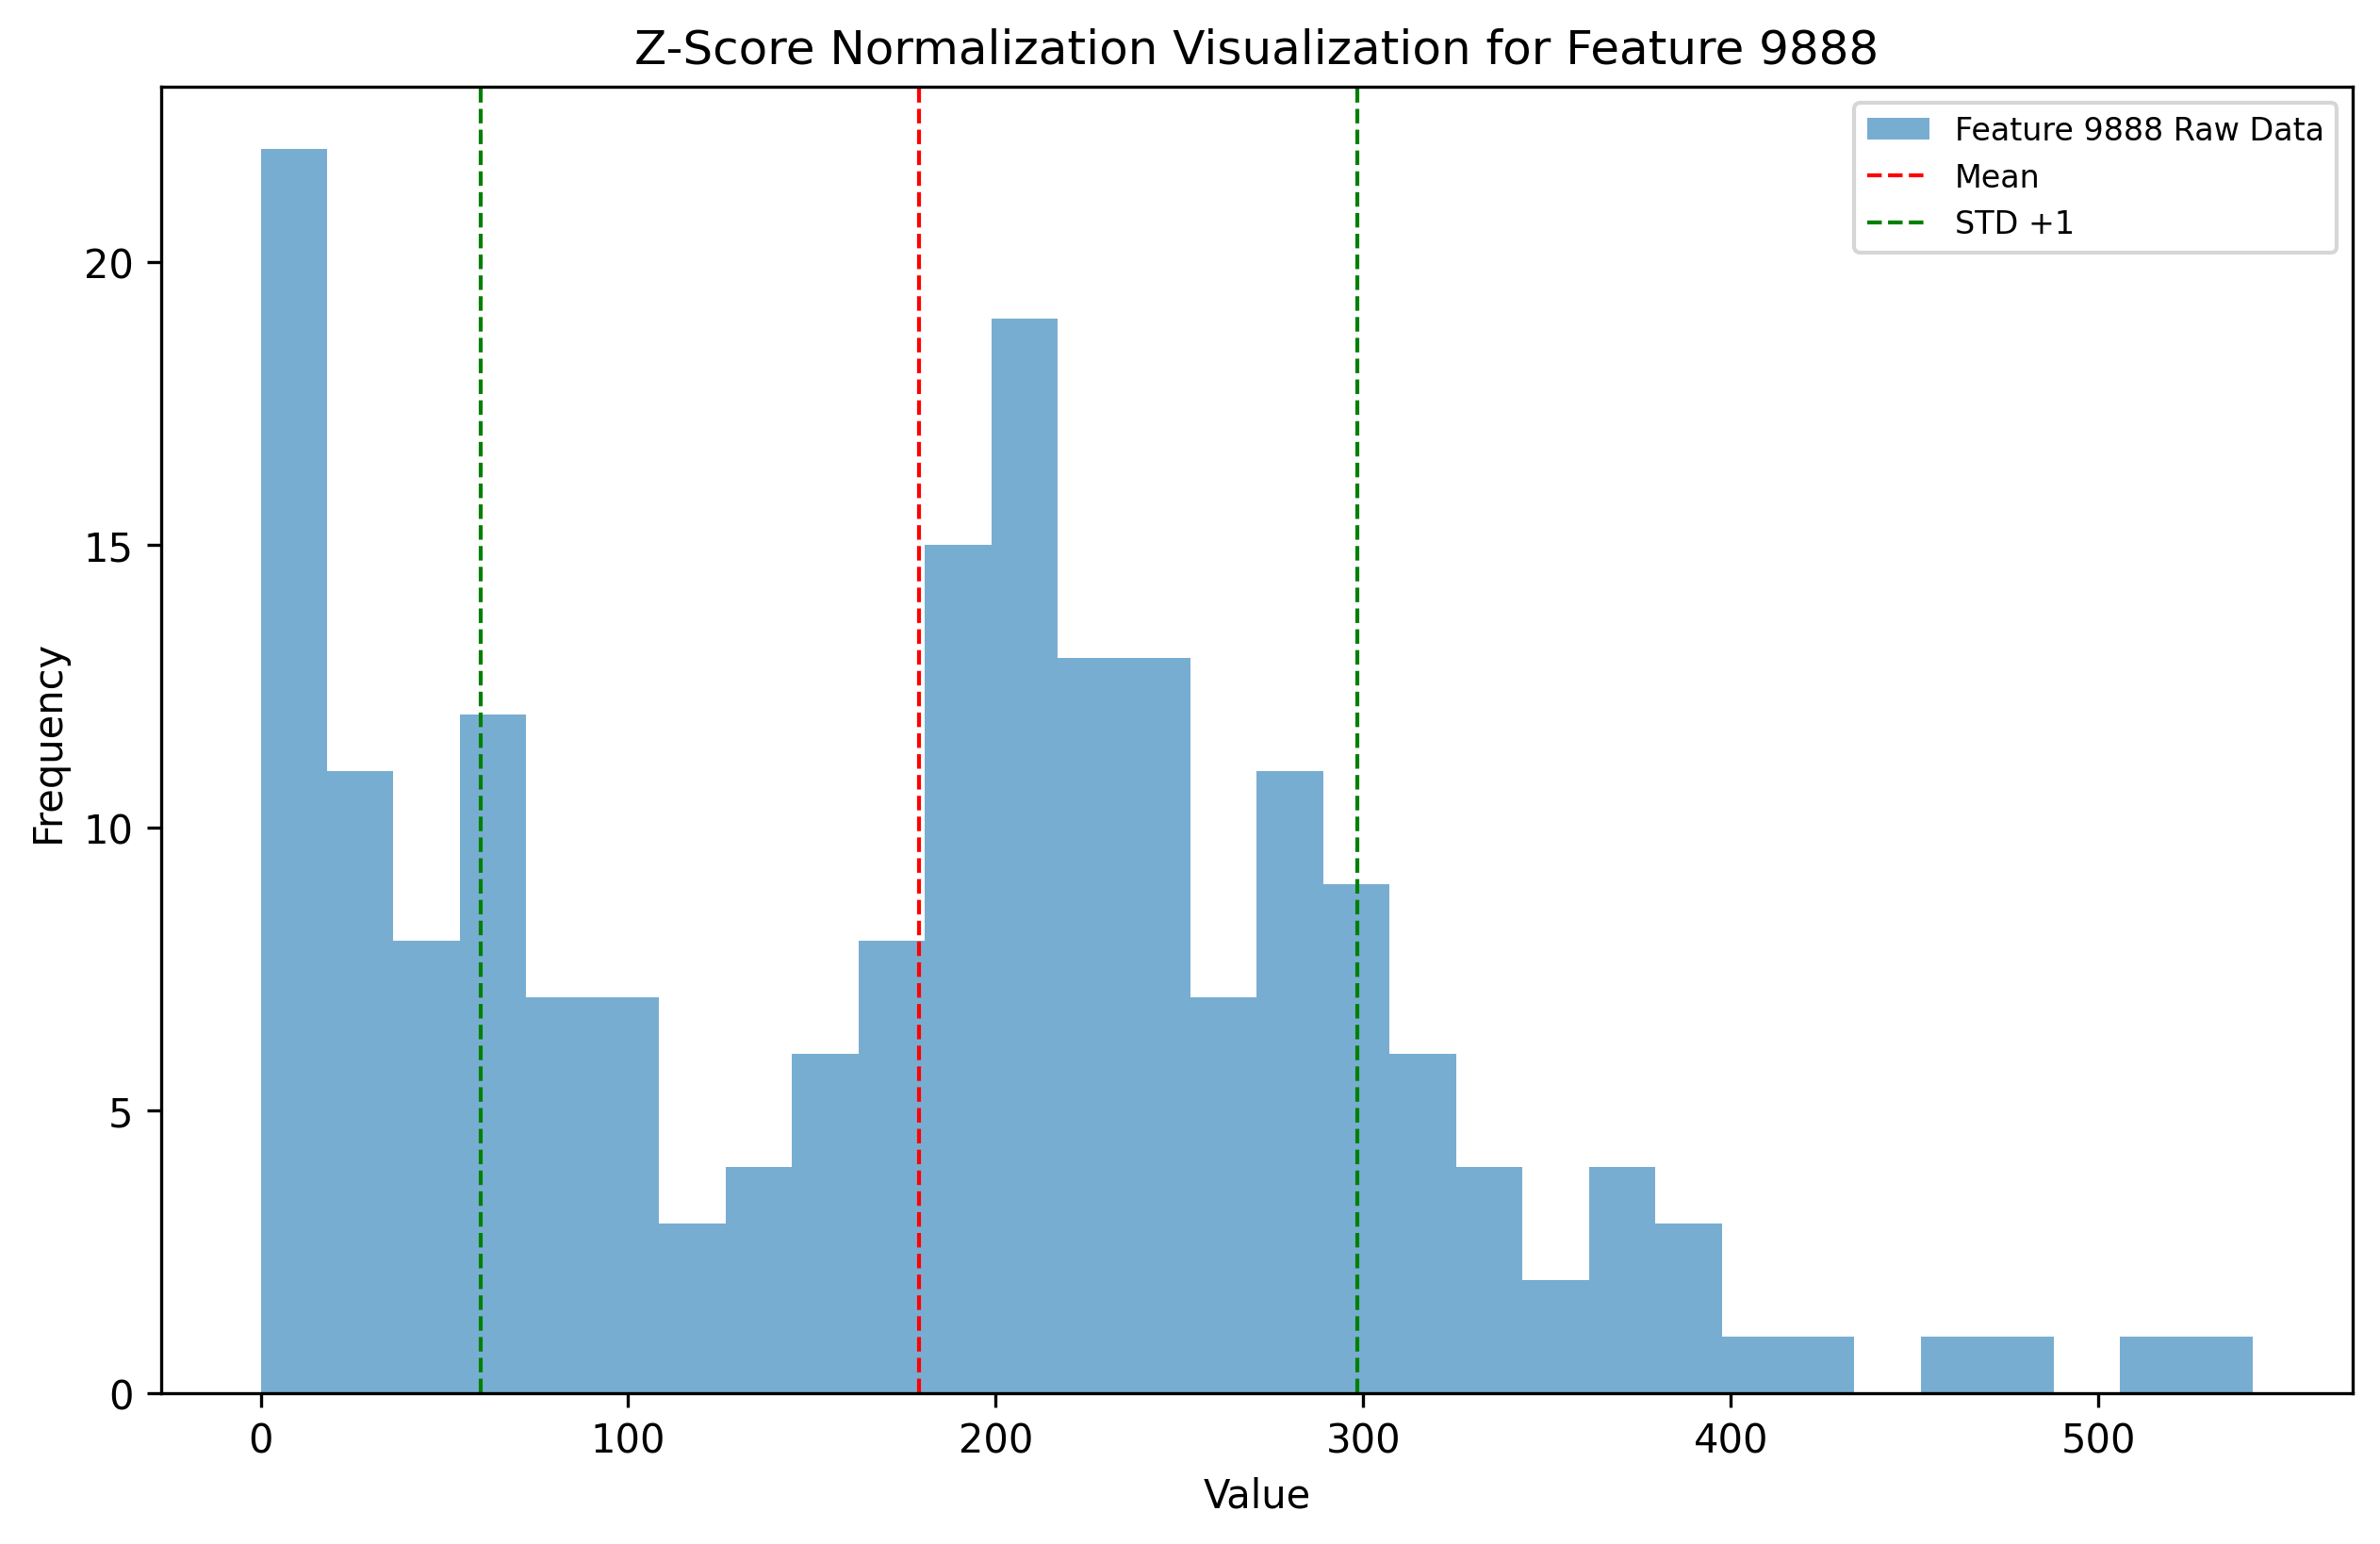 Z-Score Normalization Visualization for Feature 9888
Feature 9888 Raw Data
Mean
STD +1
20
15
10
5
0
Frequency
0 100 200 300 400 500
Value